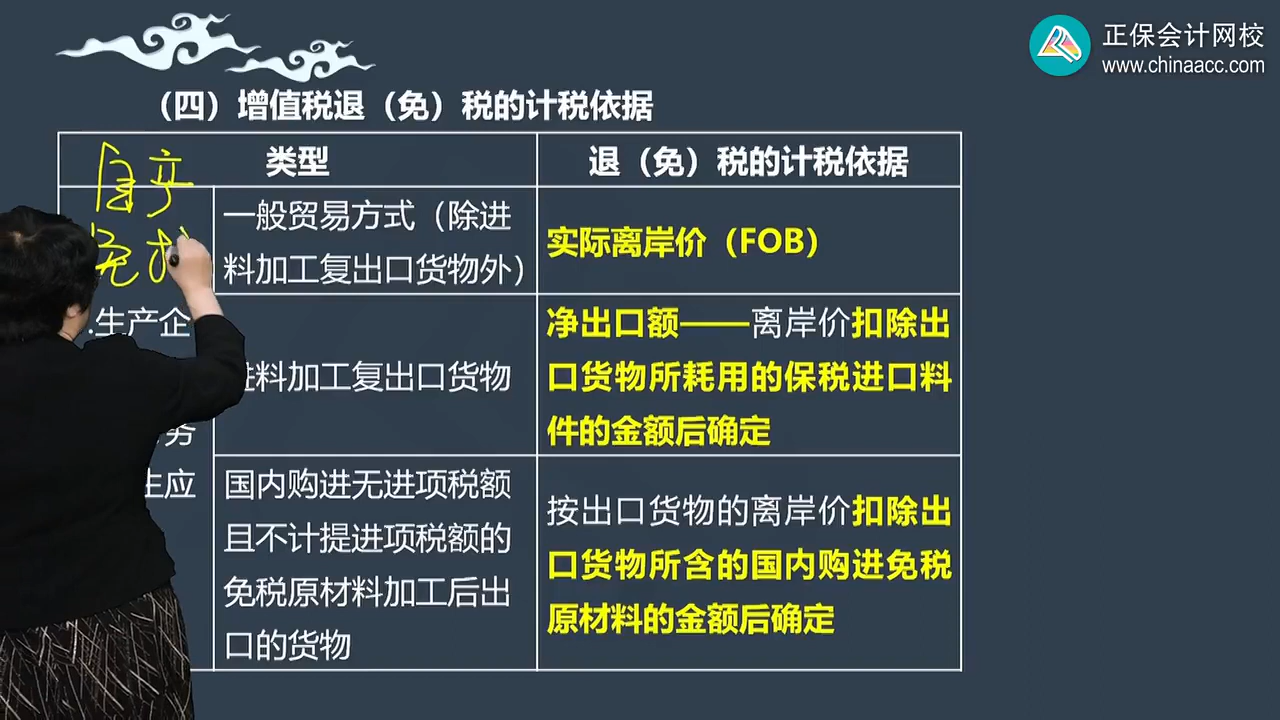 正保会计网校
www.chinaacc.com
（四）增值税退（免）税的计税依据
类型
退（免）税的计税依据
自产
免抵
.生产企
务
生应
一般贸易方式（除进
料加工复出口货物外）
实际离岸价（FOB）
进料加工复出口货物
净出口额——离岸价扣除出
口货物所耗用的保税进口料
件的金额后确定
国内购进无进项税额
且不计提进项税额的
免税原材料加工后出
口的货物
按出口货物的离岸价扣除出
口货物所含的国内购进免税
原材料的金额后确定